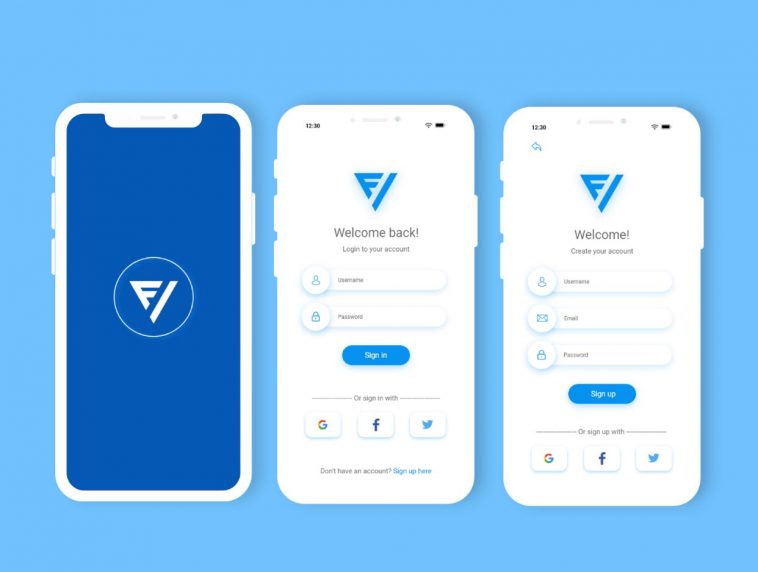 12:30
Welcome back!
Login to your account
Username
Password
Sign in
Or sign in with
Don't have an account? Sign up here
12:30
Welcome!
Create your account
Username
Email
Password
Sign up
Or sign up with